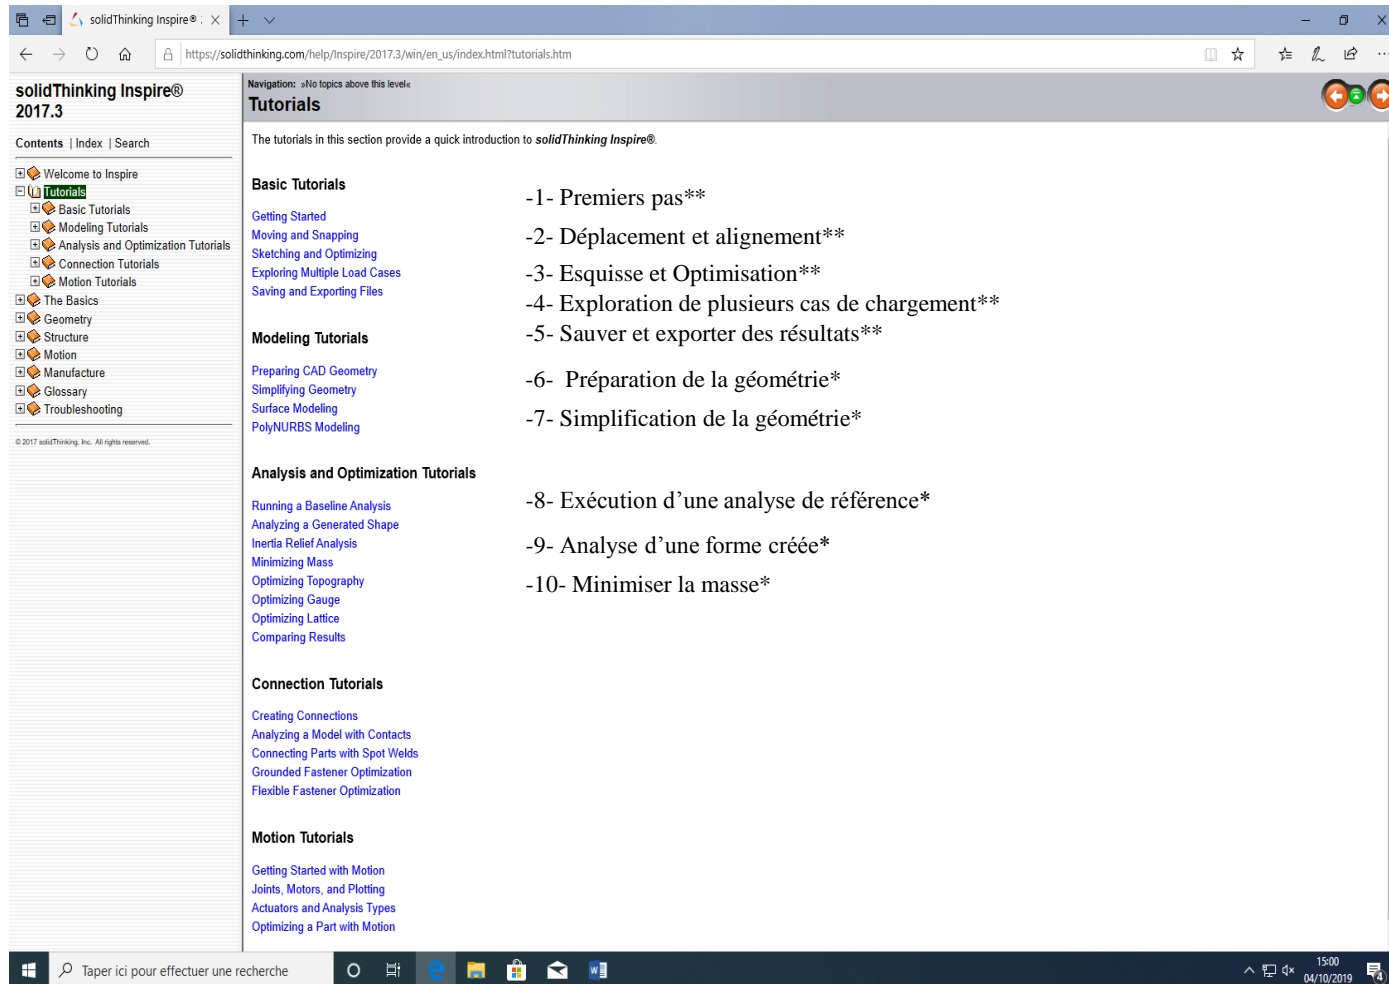 solidThinking Inspire® :
https://solidthinking.com/help/Inspire/2017.3/win/en_us/index.html?tutorials.htm
solidThinking Inspire®
2017.3
Contents | Index | Search
Welcome to Inspire
Tutorials
Basic Tutorials
Modeling Tutorials
Analysis and Optimization Tutorials
Connection Tutorials
Motion Tutorials
The Basics
Geometry
Structure
Motion
Manufacture
Glossary
Troubleshooting
© 2017 solidThinking, Inc. All rights reserved.
Navigation: »No topics above this level«
Tutorials
The tutorials in this section provide a quick introduction to solidThinking Inspire®.
Basic Tutorials
Getting Started
Moving and Snapping
Sketching and Optimizing
Exploring Multiple Load Cases
Saving and Exporting Files
-1- Premiers pas**
-2- Déplacement et alignement**
-3- Esquisse et Optimisation**
-4- Exploration de plusieurs cas de chargement**
-5- Sauver et exporter des résultats**
Modeling Tutorials
Preparing CAD Geometry
Simplifying Geometry
Surface Modeling
PolyNURBS Modeling
-6- Préparation de la géométrie*
-7- Simplification de la géométrie*
Analysis and Optimization Tutorials
Running a Baseline Analysis
Analyzing a Generated Shape
Inertia Relief Analysis
Minimizing Mass
Optimizing Topography
Optimizing Gauge
Optimizing Lattice
Comparing Results
-8- Exécution d’une analyse de référence*
-9- Analyse d’une forme créée*
-10- Minimiser la masse*
Connection Tutorials
Creating Connections
Analyzing a Model with Contacts
Connecting Parts with Spot Welds
Grounded Fastener Optimization
Flexible Fastener Optimization
Motion Tutorials
Getting Started with Motion
Joints, Motors, and Plotting
Actuators and Analysis Types
Optimizing a Part with Motion
Taper ici pour effectuer une recherche
15:00
04/10/2019
4